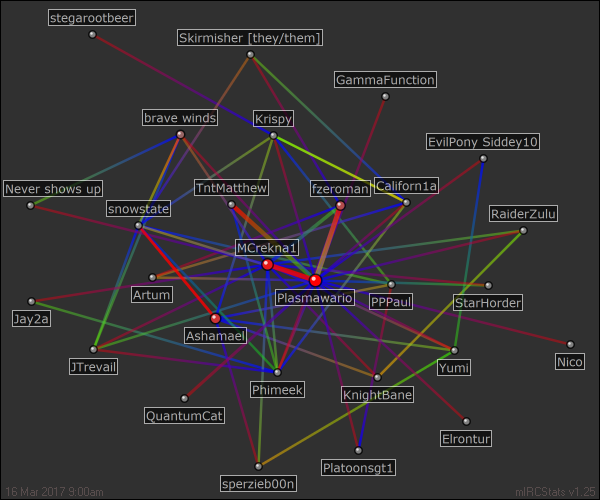 stegarootbeer
Skirmisher [they/them]
GammaFunction
brave winds
Krispy
EvilPony Siddey10
Never shows up
TntMatthew
fzeroman
Californ1a
snowstate
RaiderZulu
MCrekna1
Artum
Plasmawario
PPPaul
StarHorder
Jay2a
Ashamael
JTrevail
Yumi
Nico
Phimeek
KnightBane
QuantumCat
Elrontur
sperzieb00n
Platoonsgt1
16 Mar 2017 9:00am
mIRCStats v1.25